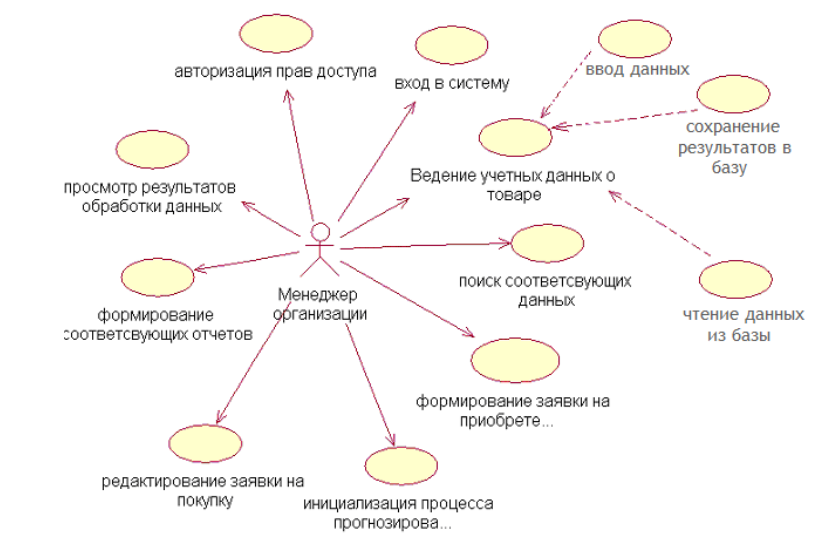 авторизация прав доступа
вход в систему
ввод данных
сохранение
результатов в
базу
Ведение учетных данных о
товаре
просмотр результатов
обработки данных
поиск соответсвующих
данных
Менеджер
организации
формирование
соответсвующих отчетов
чтение данных
из базы
формирование заявки на
приобрете...
редактирование заявки на
покупку
инициализация процесса
прогнозирова...